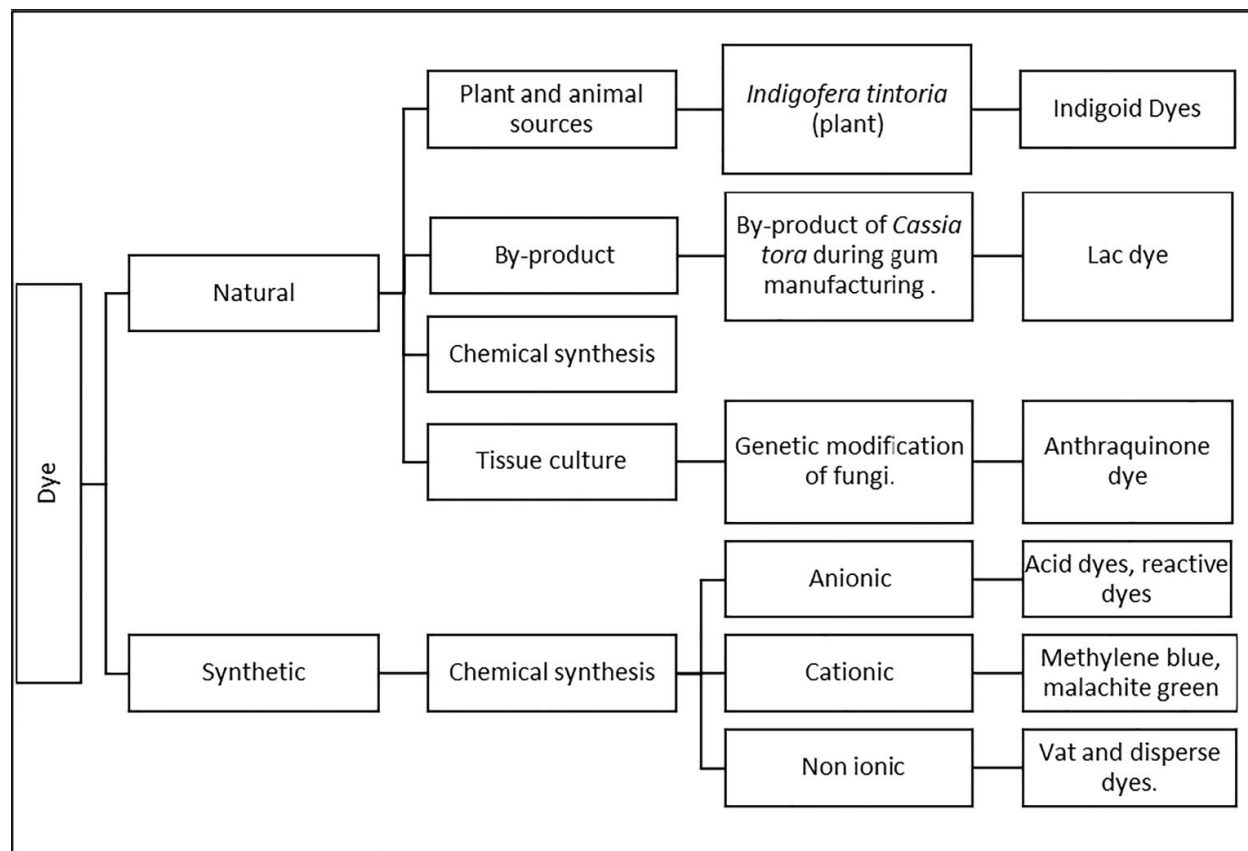 Dye
Natural
Plant and animal
sources
Indigofera tintoria
(plant)
Indigoid Dyes
By-product
By-product of Cassia
tora during gum
manufacturing .
Lac dye
Chemical synthesis
Tissue culture
Genetic modification
of fungi.
Anthraquinone
dye
Synthetic
Chemical synthesis
Anionic
Acid dyes, reactive
dyes
Cationic
Methylene blue,
malachite green
Non ionic
Vat and disperse
dyes.